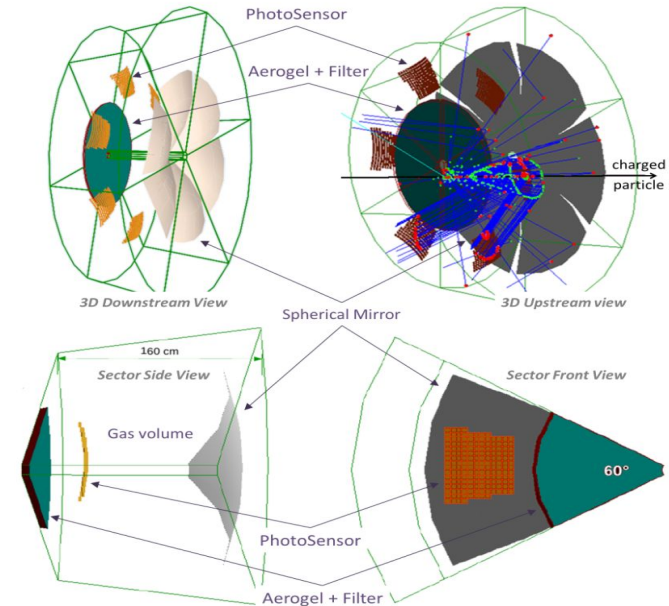 PhotoSensor
Aerogel + Filter
charged
particle
3D Downstream View
3D Upstream view
Spherical Mirror
160 cm
Sector Side View
Sector Front View
Gas volume
60°
PhotoSensor
Aerogel + Filter